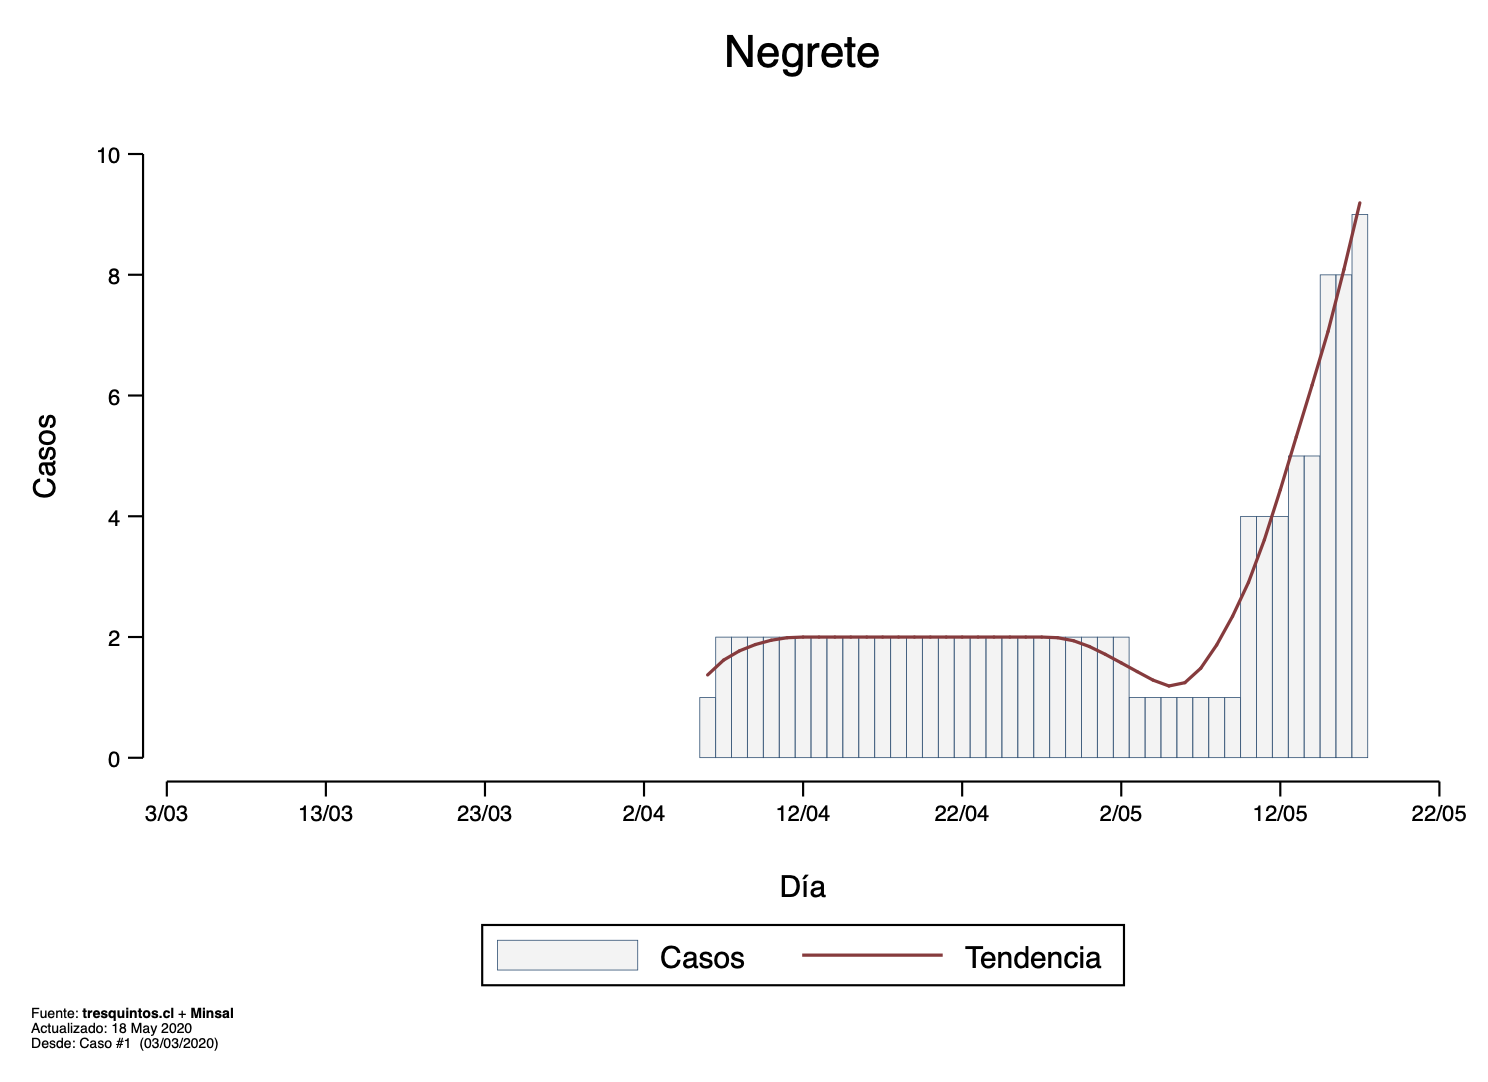 Negrete
10
8
6
4
2
0
Casos
3/03 13/03 23/03 2/04 12/04 22/04 2/05 12/05 22/05
Día
Casos Tendencia
Fuente: tresquintos.cl + Minsal
Actualizado: 18 May 2020
Desde: Caso #1 (03/03/2020)